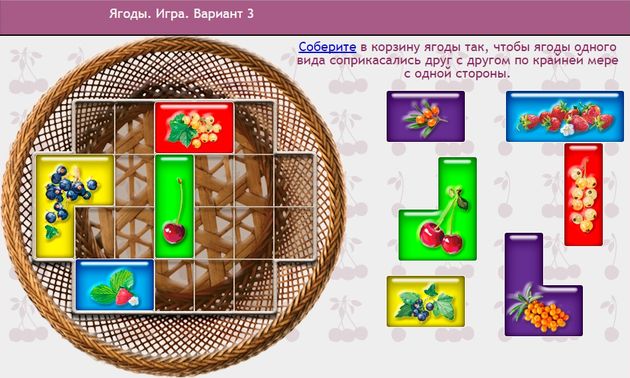 Ягоды. Игра. Вариант 3
Соберите в корзину ягоды так, чтобы ягоды одного
вида соприкасались друг с другом по крайней мере
с одной стороны.